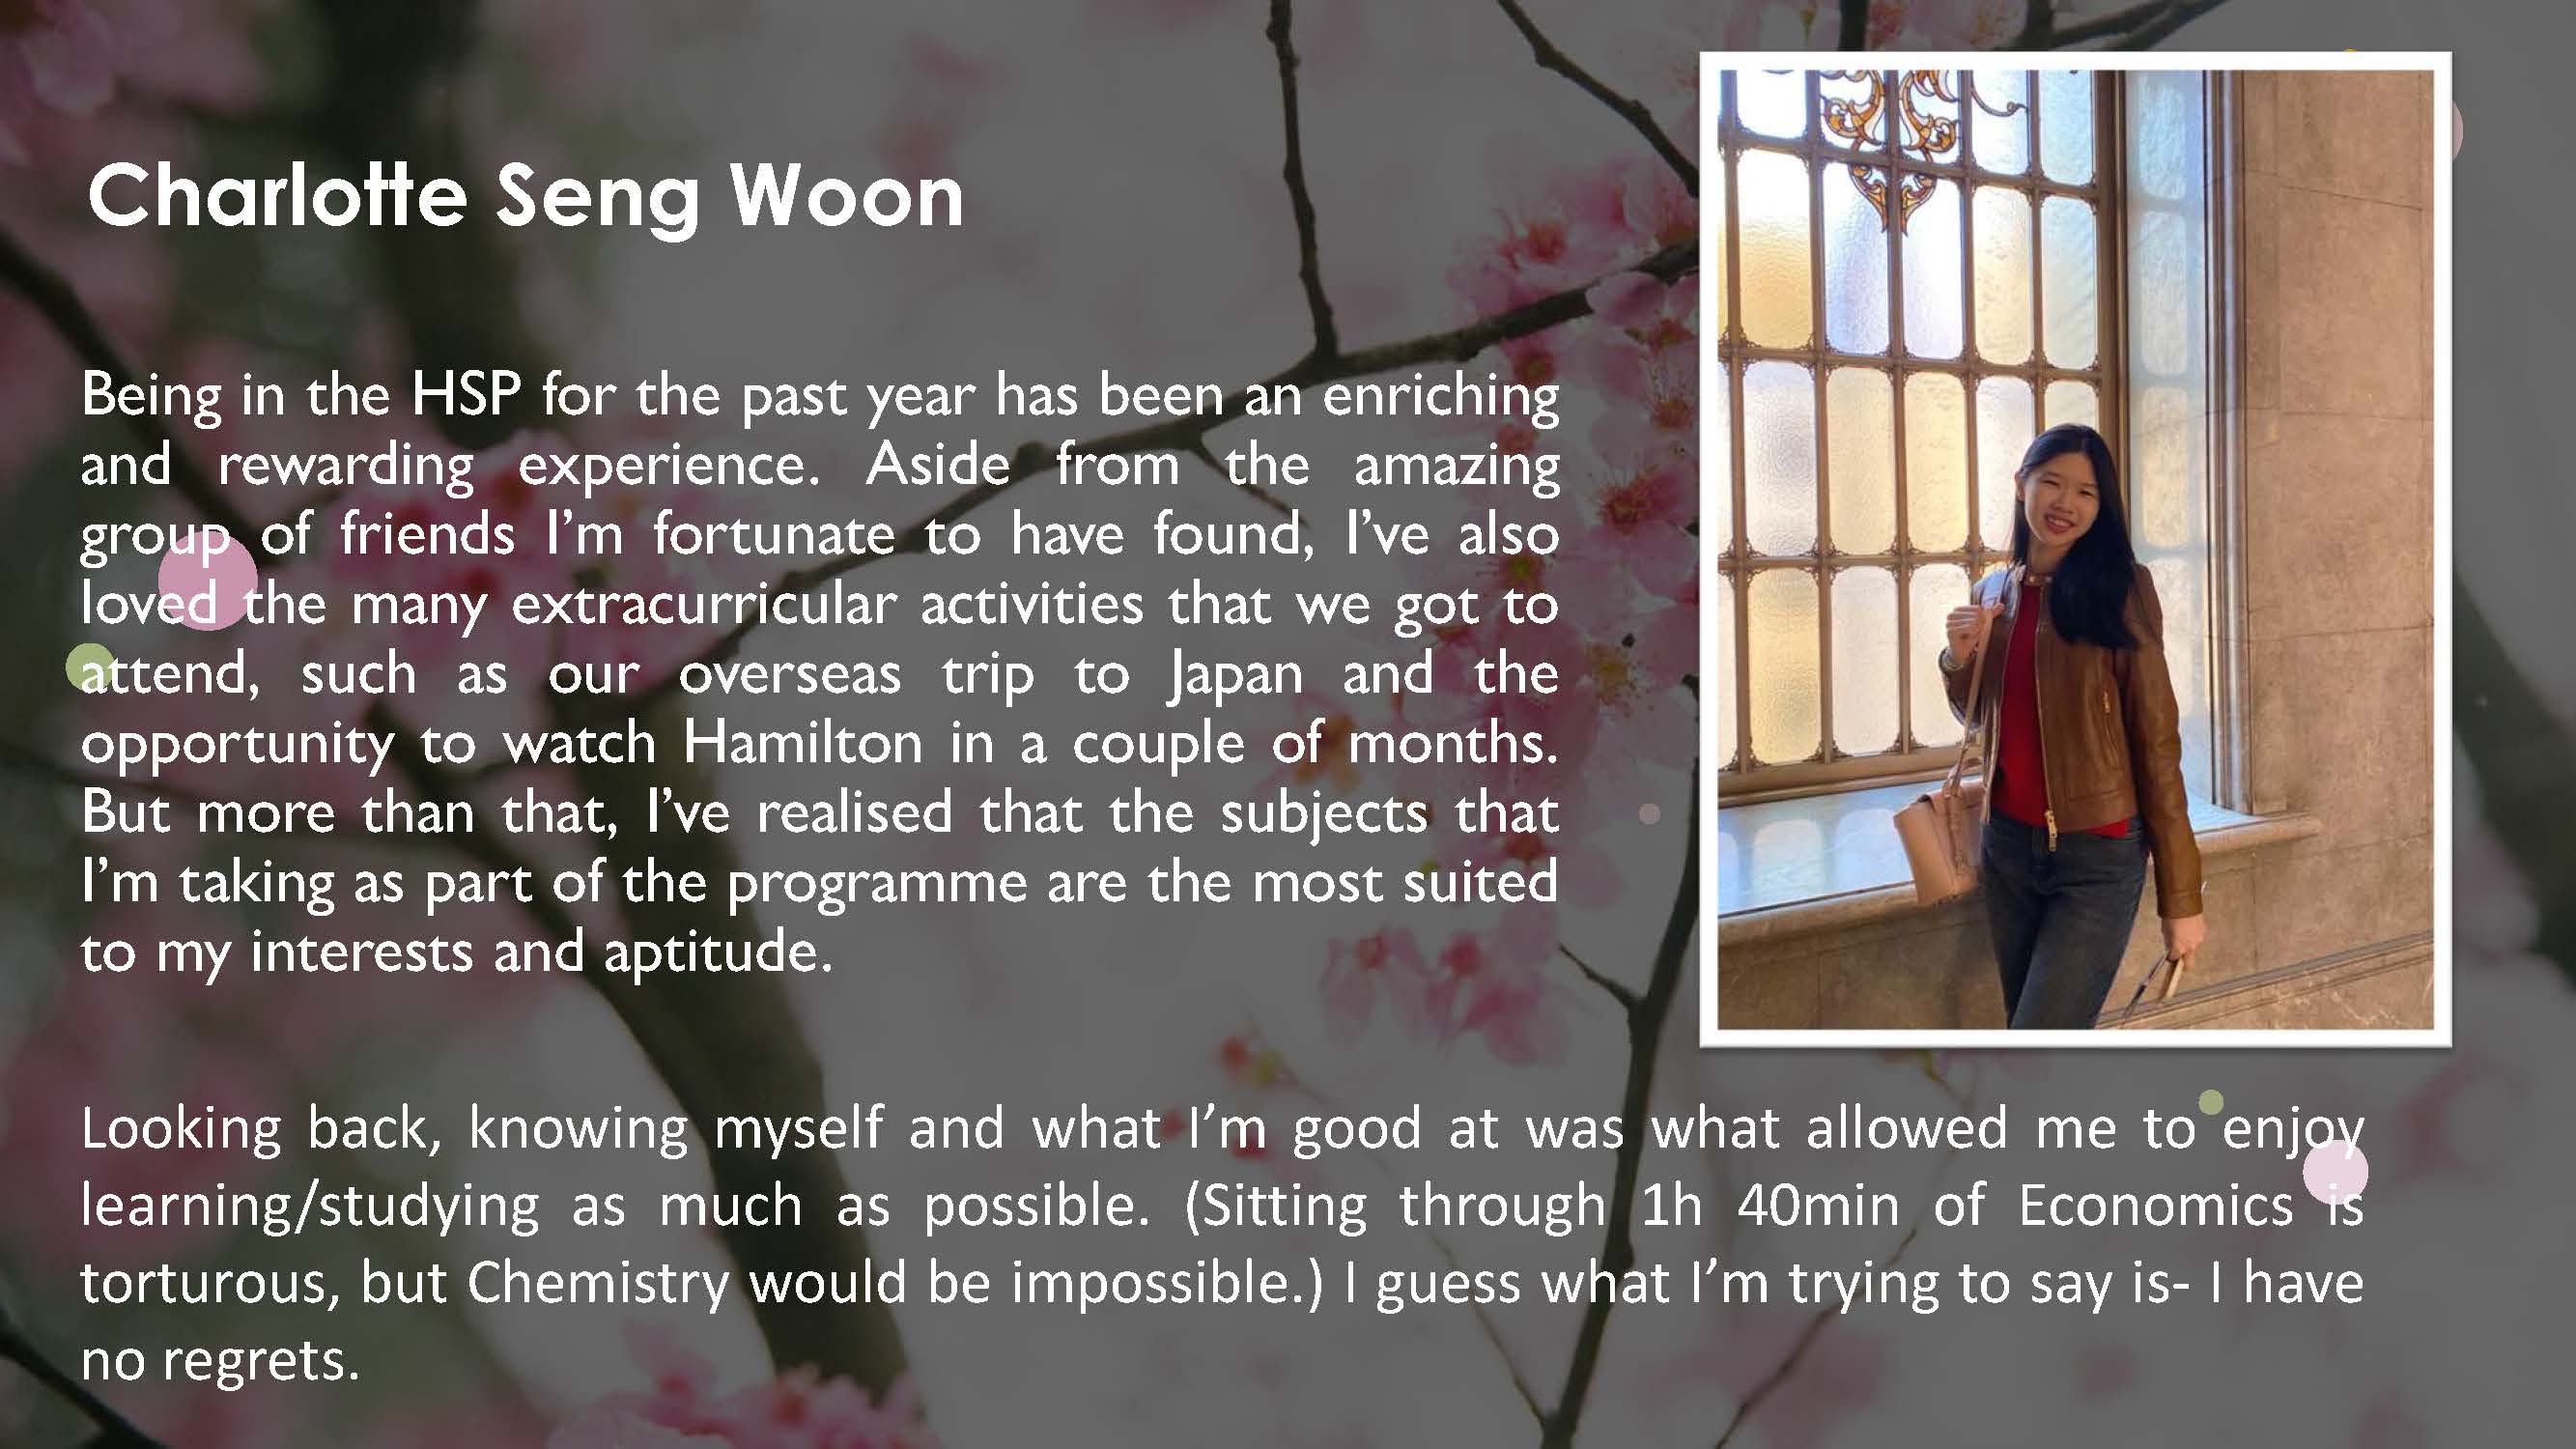 Charlotte Seng Woon
Being in the HSP for the past year has been an enriching
and rewarding experience. Aside from the amazing
group of friends I’m fortunate to have found, I’ve also
loved the many extracurricular activities that we got to
attend, such as our overseas trip to Japan and the
opportunity to watch Hamilton in a couple of months.
But more than that, I’ve realised that the subjects that
I’m taking as part of the programme are the most suited
to my interests and aptitude.
Looking back, knowing myself and what I’m good at was what allowed me to enjoy
learning/studying as much as possible. (Sitting through 1h 40min of Economics is
torturous, but Chemistry would be impossible.) I guess what I’m trying to say is- I have
no regrets.